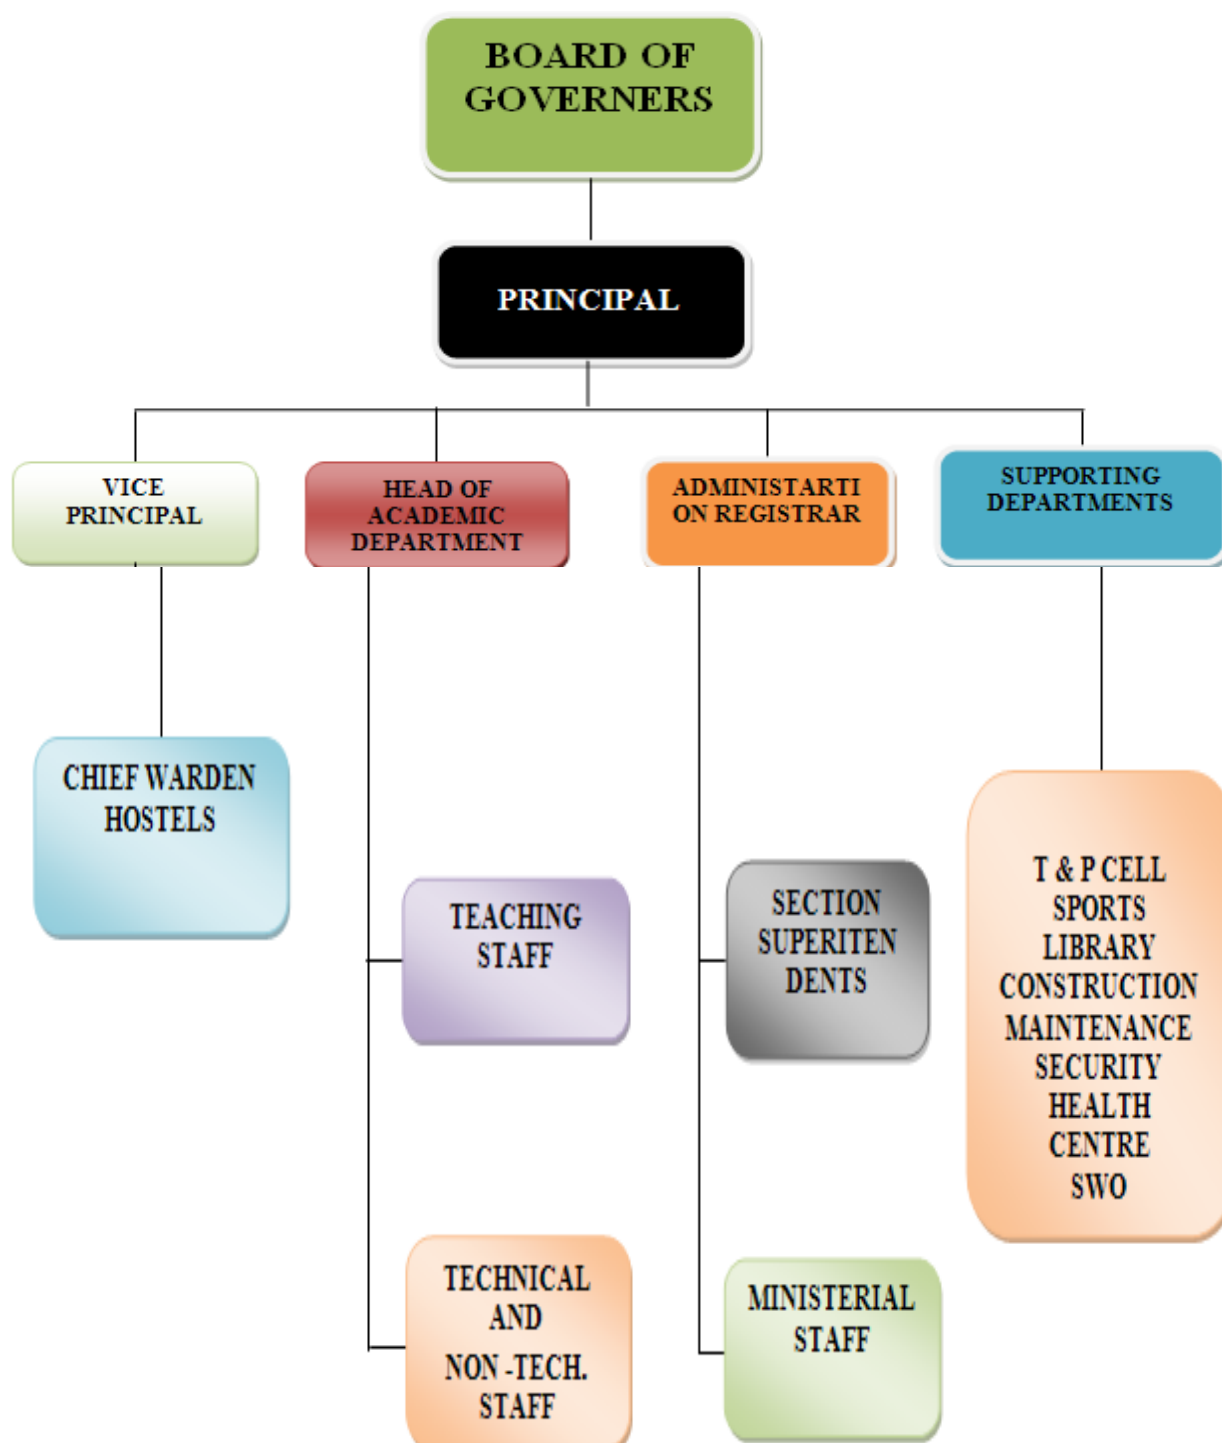 BOARD OF
GOVERNERS
PRINCIPAL
VICE
PRINCIPAL
HEAD OF
ACADEMIC
DEPARTMENT
ADMINISTARTI
ON REGISTRAR
SUPPORTING
DEPARTMENTS
CHIEF WARDEN
HOSTELS
TEACHING
STAFF
SECTION
SUPERITEN
DENTS
T & P CELL
SPORTS
LIBRARY
CONSTRUCTION
MAINTENANCE
SECURITY
HEALTH
CENTRE
SWO
TECHNICAL
AND
NON -TECH.
STAFF
MINISTERIAL
STAFF